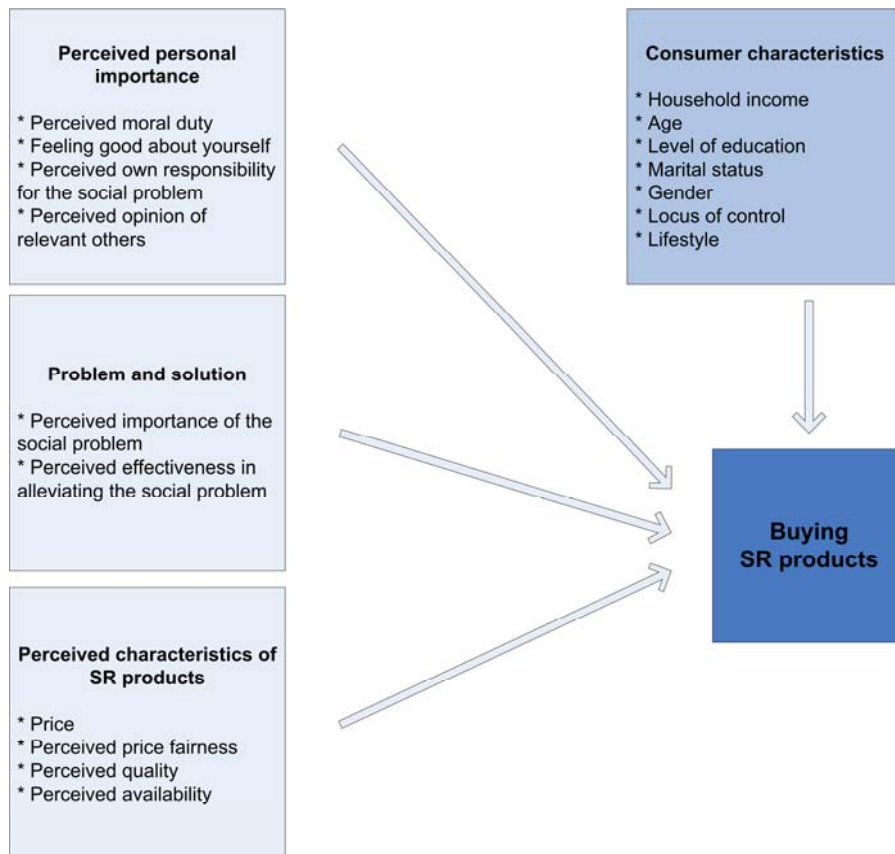 Perceived personal
importance
* Perceived moral duty
* Feeling good about yourself
* Perceived own responsibility
for the social problem
* Perceived opinion of
relevant others
Problem and solution
* Perceived importance of the
social problem
* Perceived effectiveness in
alleviating the social problem
Perceived characteristics of
SR products
* Price
* Perceived price fairness
* Perceived quality
* Perceived availability
Consumer characteristics
* Household income
* Age
* Level of education
* Marital status
* Gender
* Locus of control
* Lifestyle
Buying
SR products